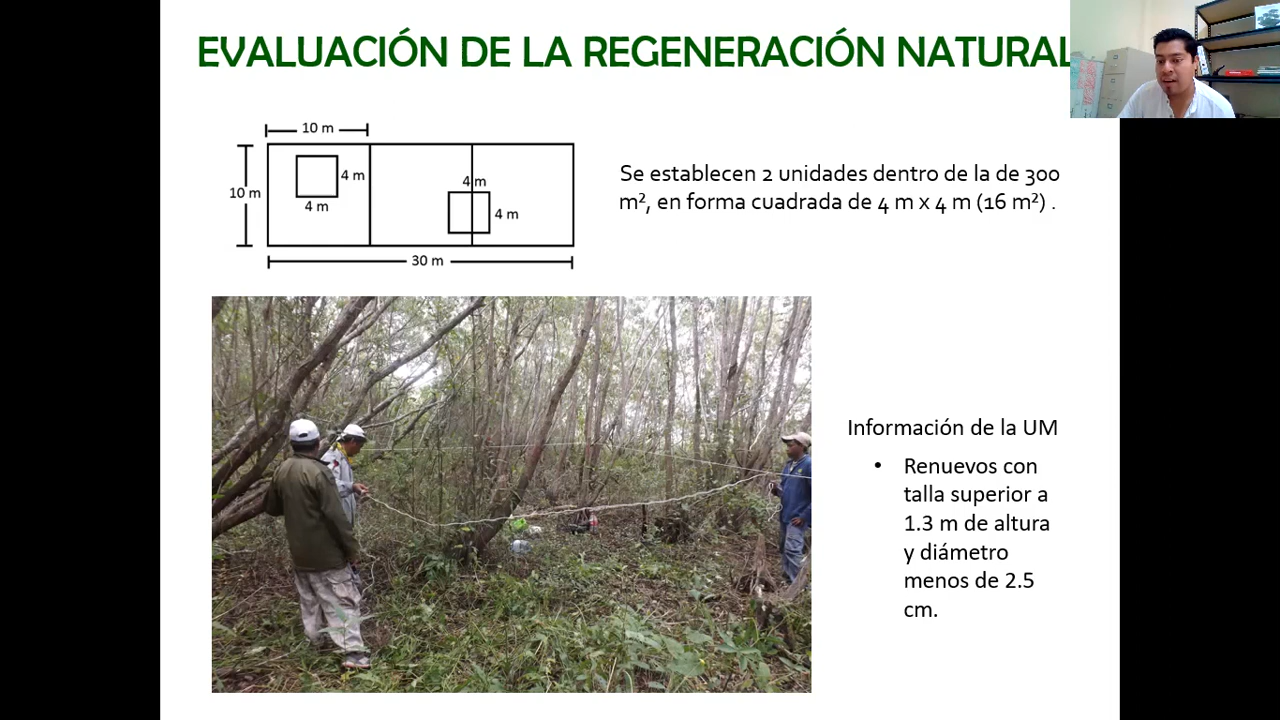 EVALUACIÓN DE LA REGENERACIÓN NATURAL
10 m
10 m
4 m
4 m
4 m
4 m
30 m
Se establecen 2 unidades dentro de la de 300
m², en forma cuadrada de 4 m x 4 m (16 m²) .
Información de la UM
• Renuevos con
talla superior a
1.3 m de altura
y diámetro
menos de 2.5
cm.